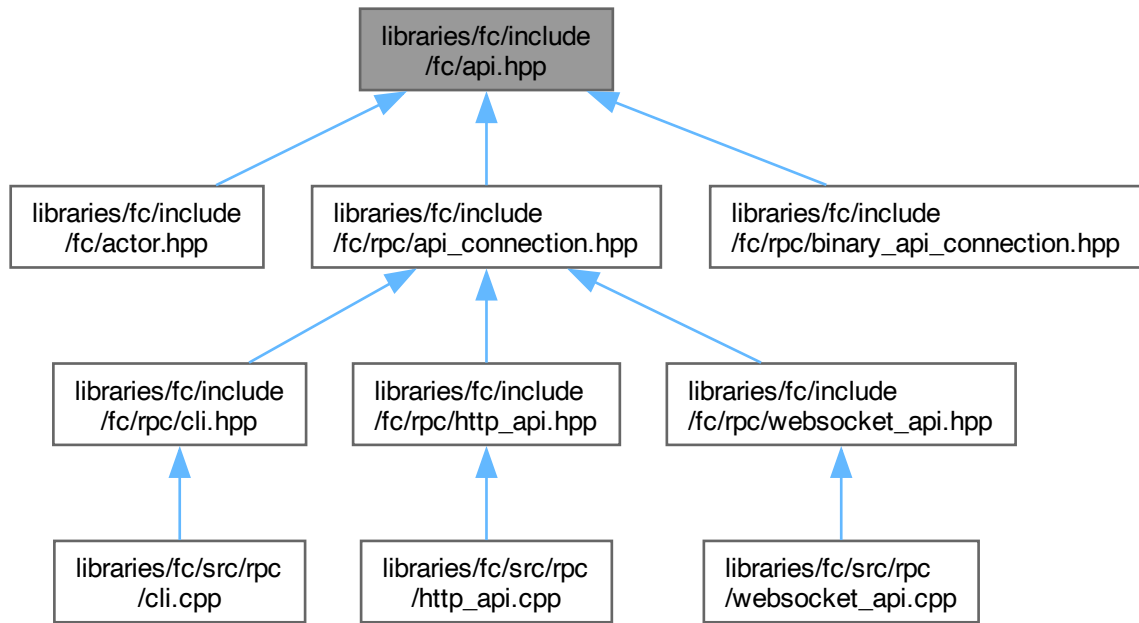 libraries/fc/include
/fc/api.hpp
libraries/fc/include
/fc/actor.hpp
libraries/fc/include
/fc/rpc/api_connection.hpp
libraries/fc/include
/fc/rpc/binary_api_connection.hpp
libraries/fc/include
/fc/rpc/cli.hpp
libraries/fc/include
/fc/rpc/http_api.hpp
libraries/fc/include
/fc/rpc/websocket_api.hpp
libraries/fc/src/rpc
/cli.cpp
libraries/fc/src/rpc
/http_api.cpp
libraries/fc/src/rpc
/websocket_api.cpp